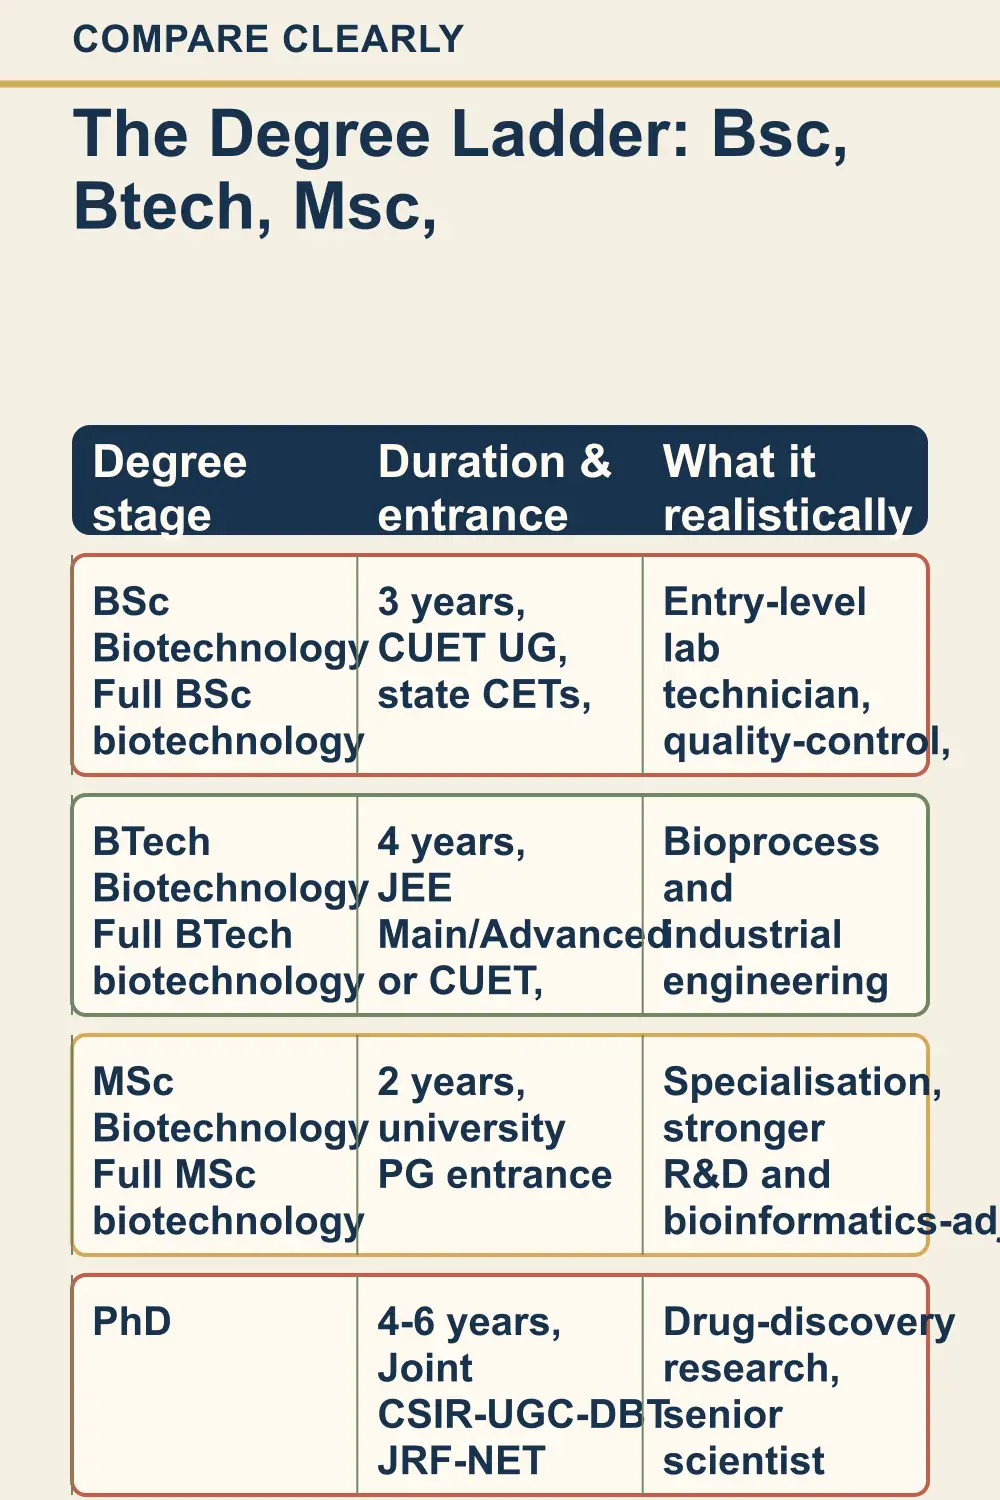 COMPARE CLEARLY
The Degree Ladder: Bsc,
Btech, Msc,
Degree
stage
Duration &
entrance
What it
realistically
BSc
Biotechnology
Full BSc
biotechnology
3 years,
CUET UG,
state CETs,
Entry-level
lab
technician,
quality-control,
BTech
Biotechnology
Full BTech
biotechnology
4 years,
JEE
Main/Advanced
or CUET,
Bioprocess
and
industrial
engineering
MSc
Biotechnology
Full MSc
biotechnology
2 years,
university
PG entrance
Specialisation,
stronger
R&D and
bioinformatics-ad
PhD
4-6 years,
Joint
CSIR-UGC-DBT
JRF-NET
Drug-discovery
research,
senior
scientist